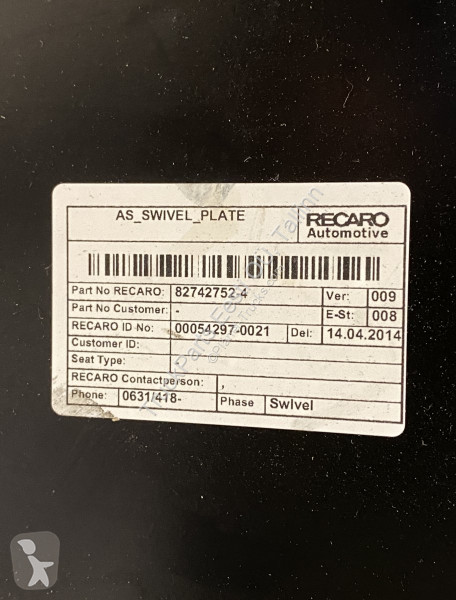 AS_SWIVEL_PLATE
RECARO
Automotive
Part No RECARO: 82742752-4 Ver: 009
Part No Customer: - E-St: 008
RECARO ID-No: 00054297-0021 Del: 14.04.2014
Customer ID:
Seat Type:
RECARO Contactperson: ,
Phone: 0631/418- Phase Swivel